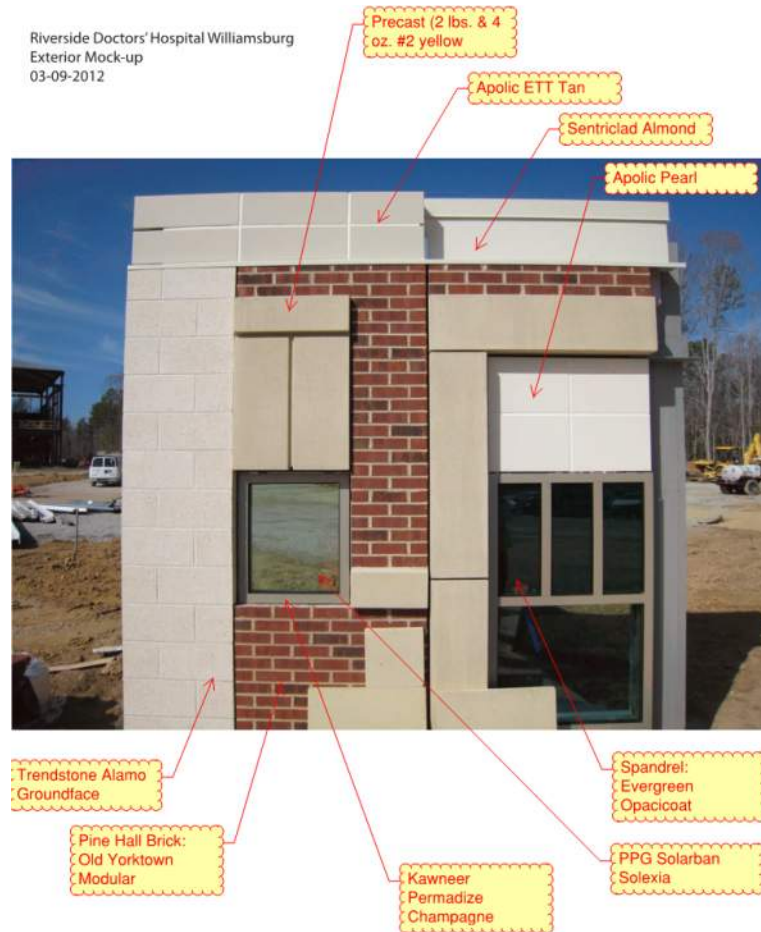 Riverside Doctors' Hospital Williamsburg
Exterior Mock-up
03-09-2012
Precast (2 lbs. & 4
oz. #2 yellow
Apolic ETT Tan
Sentriclad Almond
Apolic Pearl
Trendstone Alamo
Groundface
Pine Hall Brick:
Old Yorktown
Modular
Kawneer
Permadize
Champagne
PPG Solarban
Solexia
Spandrel:
Evergreen
Opacicoat